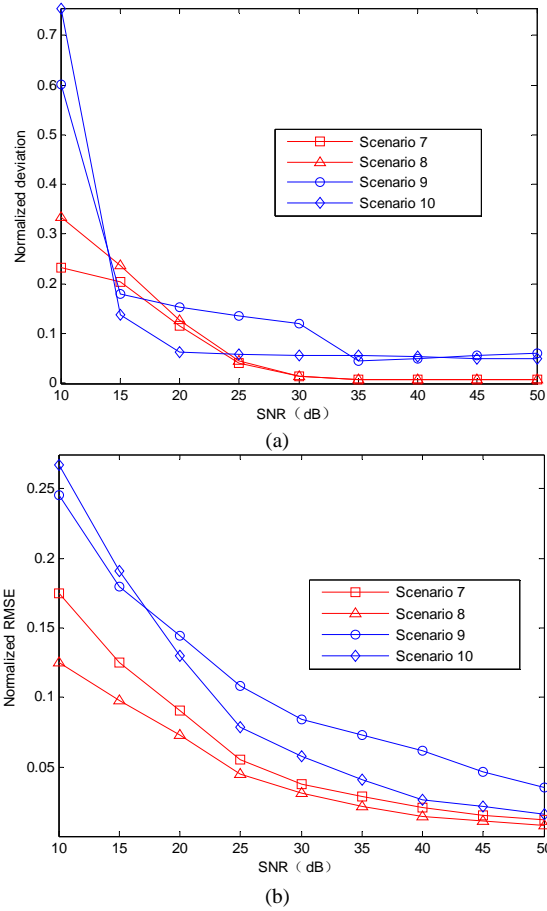 0.7
0.6
0.5
0.4
0.3
0.2
0.1
0
Normalized deviation
Scenario 7
Scenario 8
Scenario 9
Scenario 10
10 15 20 25 30 35 40 45 50
SNR（dB）
(a)
0.25
0.2
0.15
0.1
0.05
Normalized RMSE
Scenario 7
Scenario 8
Scenario 9
Scenario 10
10 15 20 25 30 35 40 45 50
SNR（dB）
(b)